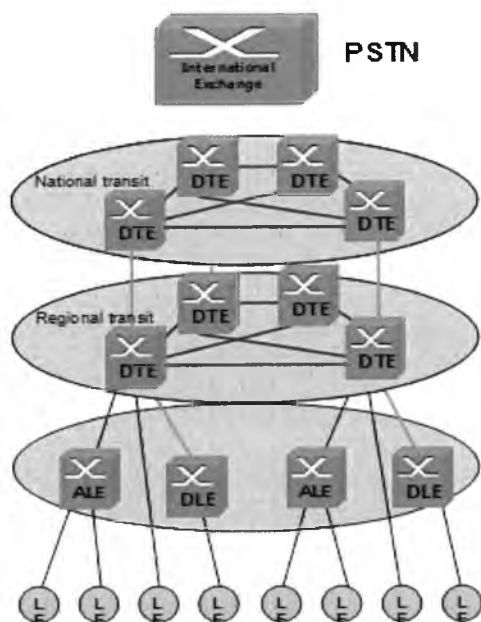 PSTN
International
Exchange
National transit
DTE
DTE
DTE
DTE
Regional transit
DTE
DTE
DTE
DTE
ALE
DLE
ALE
DLE
L
E
L
E
L
E
L
E
L
E
L
E
L
E
L
E